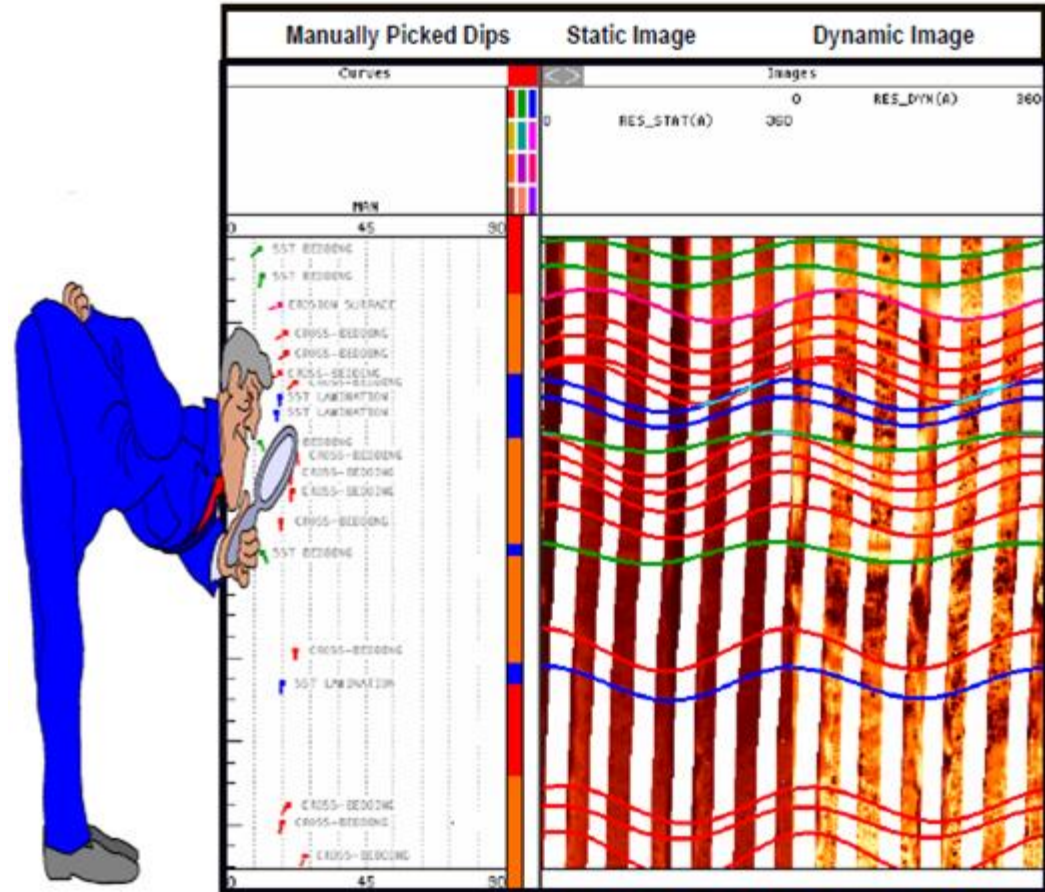 Manually Picked Dips Static Image Dynamic Image
Curves
< >
Images
0 RES_DYN(A) 360
0 RES_STAT(A) 360
MAN
0 45 90
SST BEDDING
SST BEDDING
EROSION SURFACE
CROSS-BEDDING
CROSS-BEDDING
CROSS-BEDDING
CROSS-BEDDING
SST LAMINATION
SST LAMINATION
BEDDING
CROSS-BEDDING
CROSS-BEDDING
CROSS-BEDDING
CROSS-BEDDING
SST BEDDING
CROSS-BEDDING
SST LAMINATION
CROSS-BEDDING
CROSS-BEDDING
CROSS-BEDDING
0 45 90